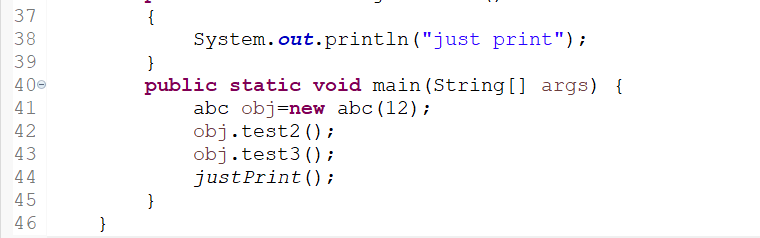 37 {
38 System.out.println("just print");
39 }
40 public static void main(String[] args) {
41 abc obj=new abc(12);
42 obj.test2();
43 obj.test3();
44 justPrint();
45 }
46 }